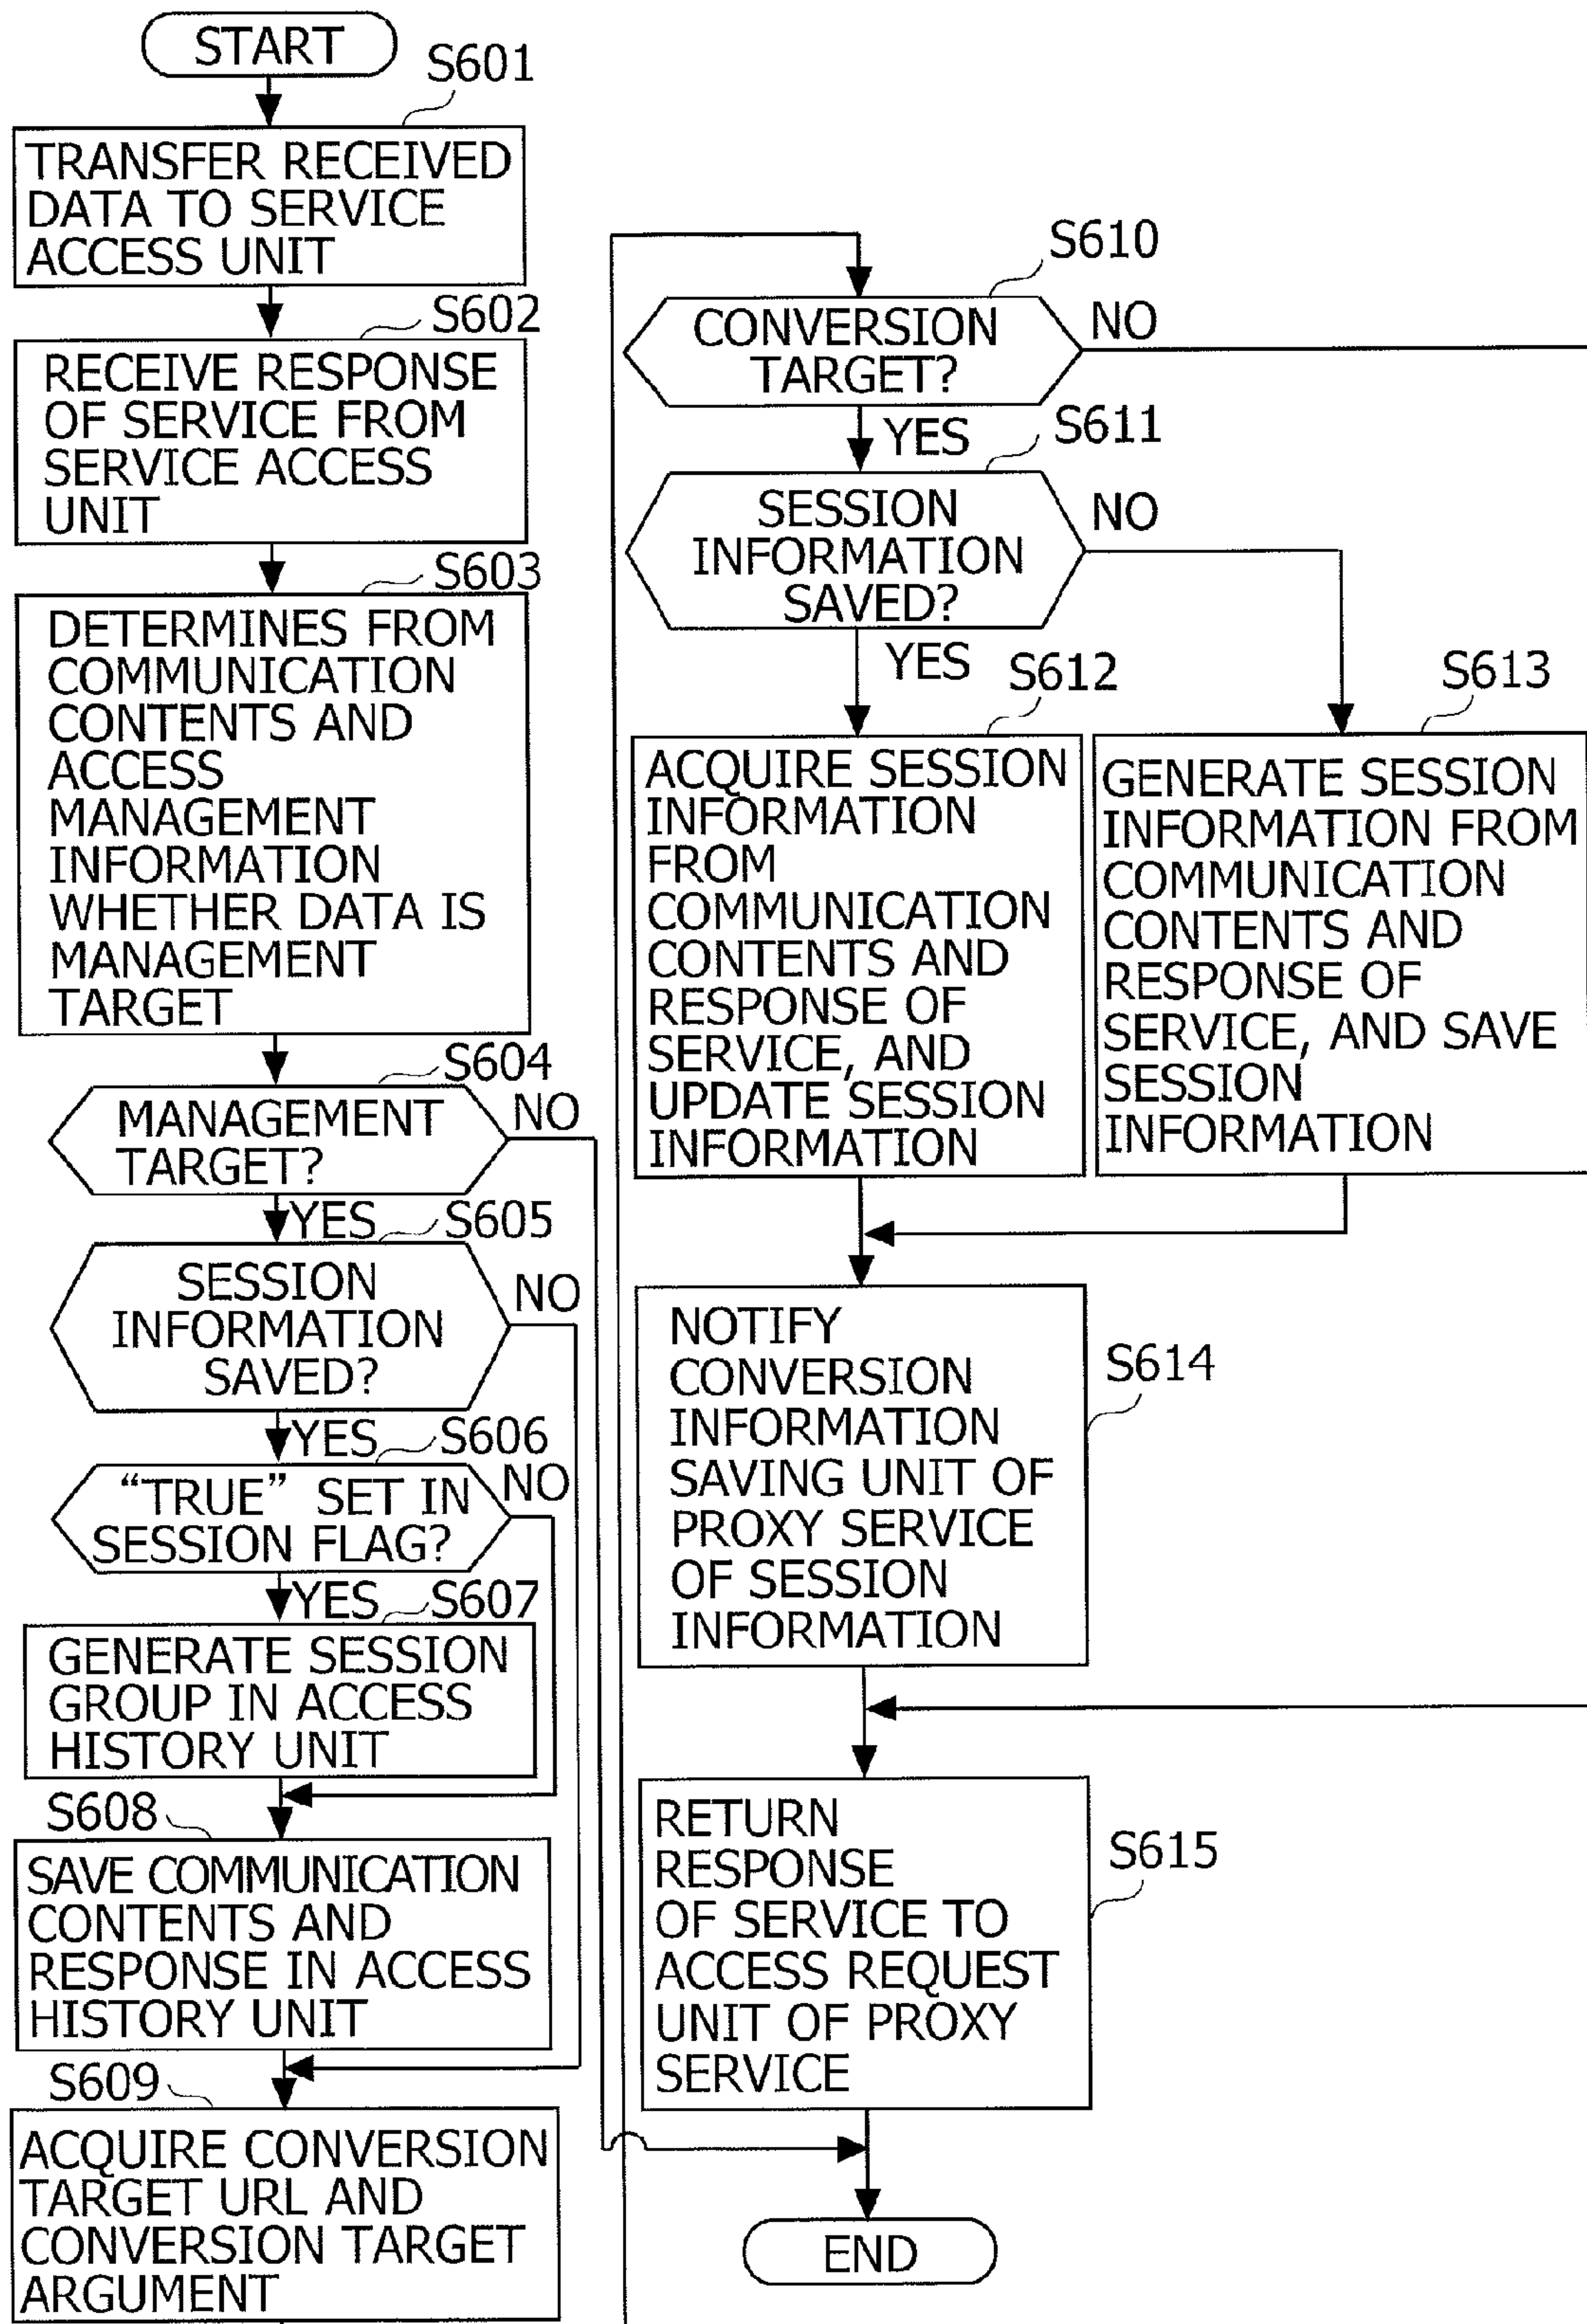 START
S601
TRANSFER RECEIVED
DATA TO SERVICE
ACCESS UNIT
S602
RECEIVE RESPONSE
OF SERVICE FROM
SERVICE ACCESS
UNIT
S603
DETERMINES FROM
COMMUNICATION
CONTENTS AND
ACCESS
MANAGEMENT
INFORMATION
WHETHER DATA IS
MANAGEMENT
TARGET
S604
MANAGEMENT
TARGET?
NO
YES
S605
SESSION
INFORMATION
SAVED?
NO
YES
S606
“TRUE” SET IN
SESSION FLAG?
NO
YES
S607
GENERATE SESSION
GROUP IN ACCESS
HISTORY UNIT
S608
SAVE COMMUNICATION
CONTENTS AND
RESPONSE IN ACCESS
HISTORY UNIT
S609
ACQUIRE CONVERSION
TARGET URL AND
CONVERSION TARGET
ARGUMENT
S610
CONVERSION
TARGET?
NO
YES
S611
SESSION
INFORMATION
SAVED?
NO
YES
S612
ACQUIRE SESSION
INFORMATION
FROM
COMMUNICATION
CONTENTS AND
RESPONSE OF
SERVICE, AND
UPDATE SESSION
INFORMATION
S613
GENERATE SESSION
INFORMATION FROM
COMMUNICATION
CONTENTS AND
RESPONSE OF
SERVICE, AND SAVE
SESSION
INFORMATION
NOTIFY
CONVERSION
INFORMATION
SAVING UNIT OF
PROXY SERVICE
OF SESSION
INFORMATION
S614
RETURN
RESPONSE
OF SERVICE TO
ACCESS REQUEST
UNIT OF PROXY
SERVICE
S615
END